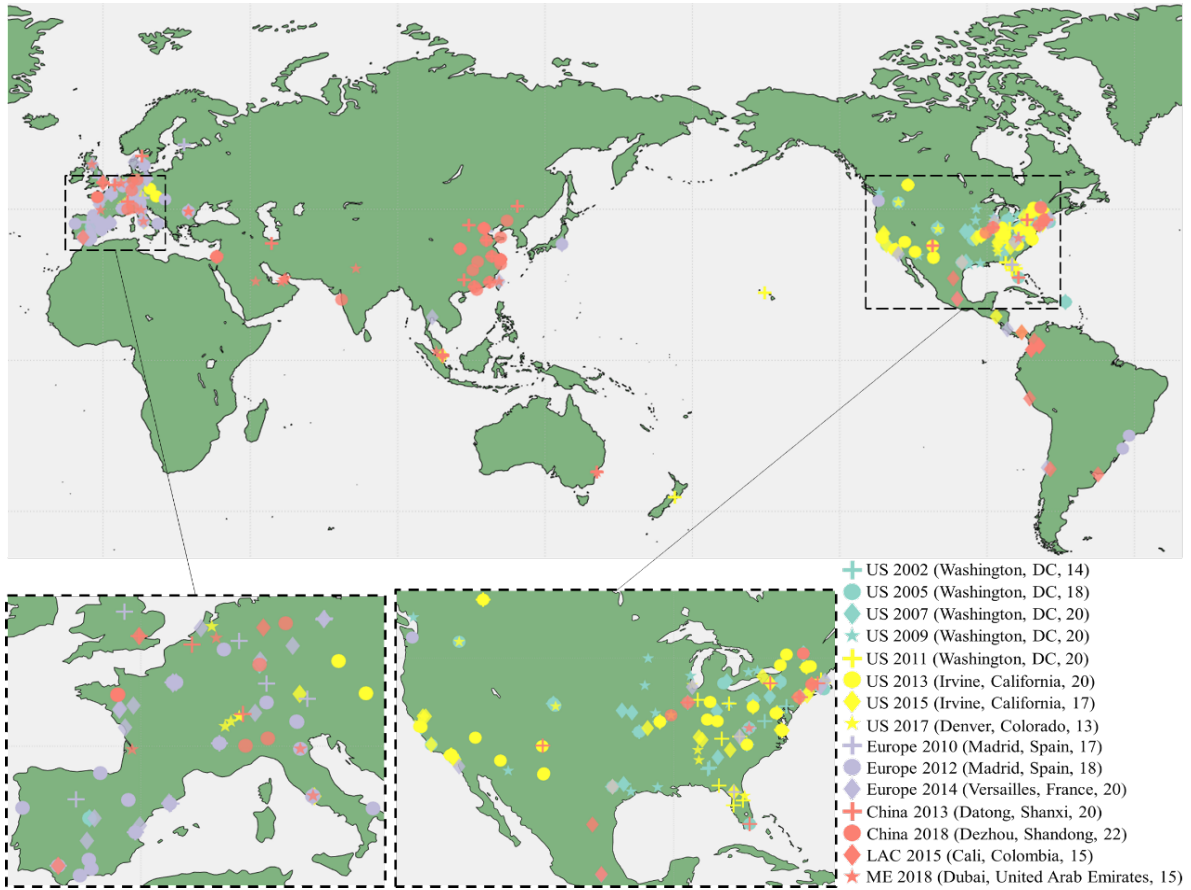 US 2002 (Washington, DC, 14)
US 2005 (Washington, DC, 18)
US 2007 (Washington, DC, 20)
US 2009 (Washington, DC, 20)
US 2011 (Washington, DC, 20)
US 2013 (Irvine, California, 20)
US 2015 (Irvine, California, 17)
US 2017 (Denver, Colorado, 13)
Europe 2010 (Madrid, Spain, 17)
Europe 2012 (Madrid, Spain, 18)
Europe 2014 (Versailles, France, 20)
China 2013 (Datong, Shanxi, 20)
China 2018 (Dezhou, Shandong, 22)
LAC 2015 (Cali, Colombia, 15)
ME 2018 (Dubai, United Arab Emirates, 15)